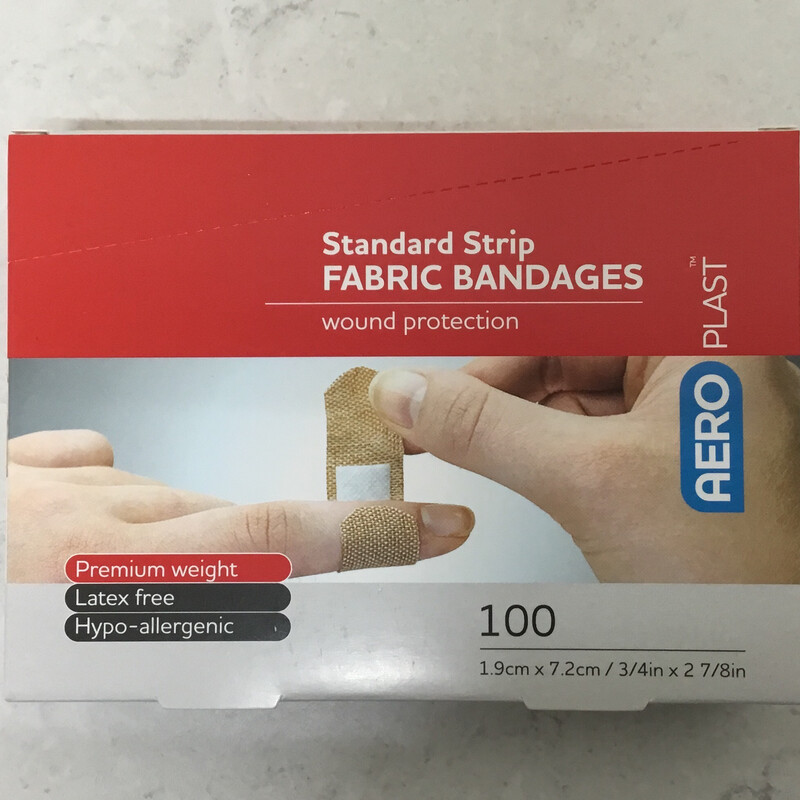 Standard Strip
FABRIC BANDAGES
wound protection
AERO PLAST™
Premium weight
Latex free
Hypo-allergenic
100
1.9cm x 7.2cm / 3/4in x 2 7/8in